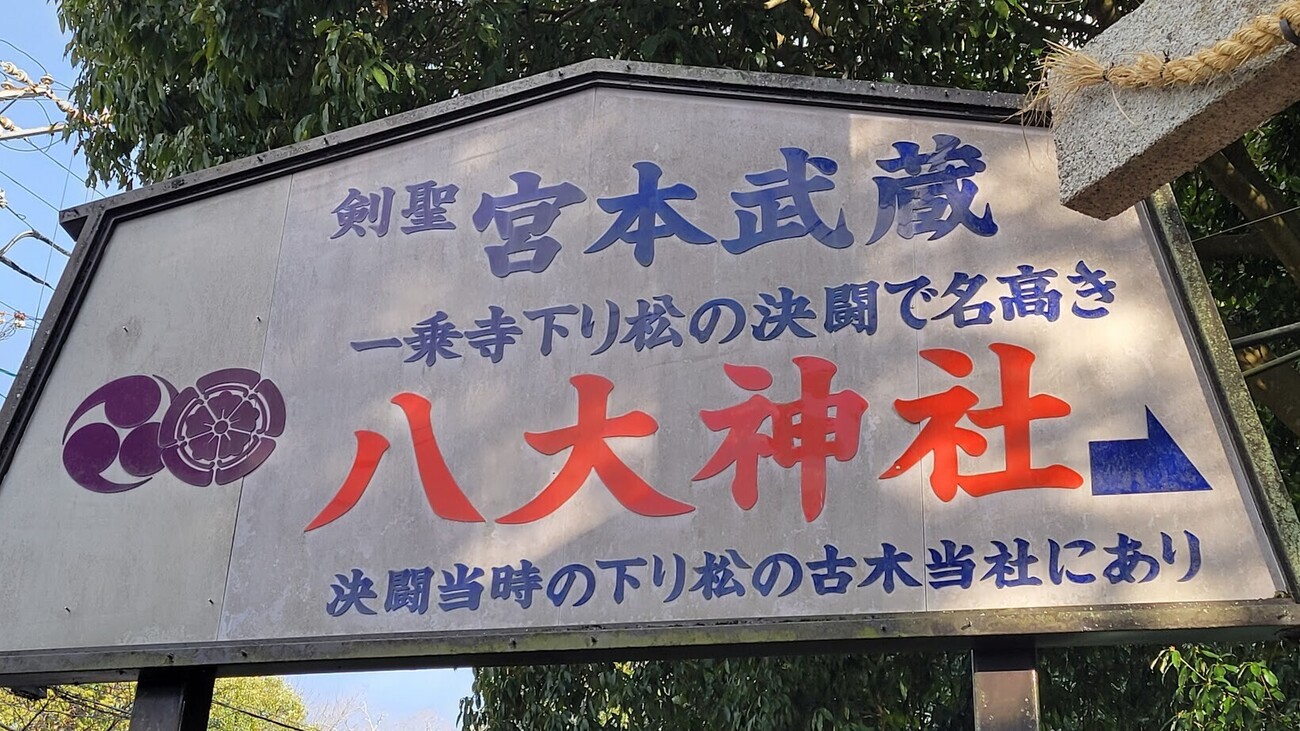 剣聖 宮本武蔵
一乗寺下り松の決闘で名高き
八大神社
決闘当時の下り松の古木当社にあり